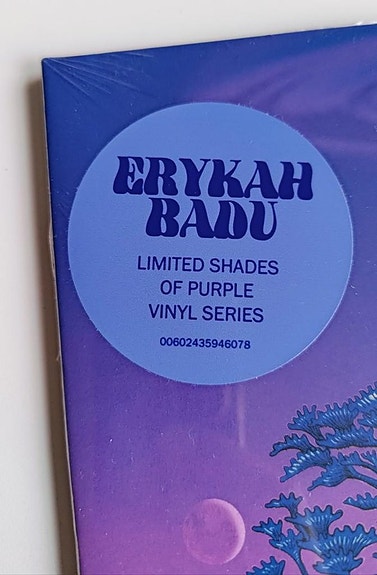 ERYKAH
BADU
LIMITED SHADES
OF PURPLE
VINYL SERIES
00602435946078